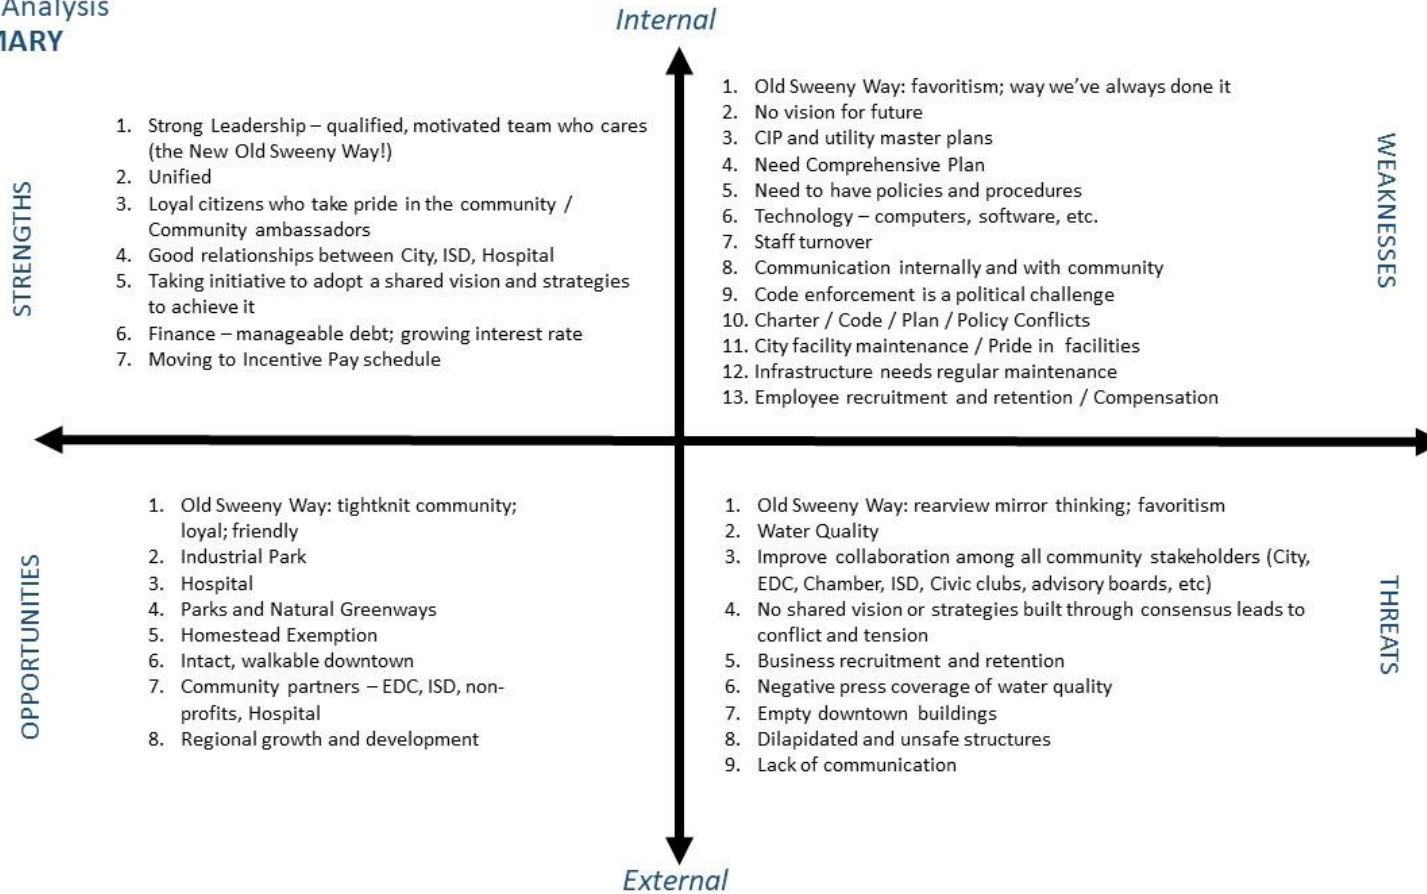 Analysis
MARY
Internal
STRENGTHS
1. Strong Leadership – qualified, motivated team who cares
(the New Old Sweeny Way!)
2. Unified
3. Loyal citizens who take pride in the community /
Community ambassadors
4. Good relationships between City, ISD, Hospital
5. Taking initiative to adopt a shared vision and strategies
to achieve it
6. Finance – manageable debt; growing interest rate
7. Moving to Incentive Pay schedule
WEAKNESSES
1. Old Sweeny Way: favoritism; way we’ve always done it
2. No vision for future
3. CIP and utility master plans
4. Need Comprehensive Plan
5. Need to have policies and procedures
6. Technology – computers, software, etc.
7. Staff turnover
8. Communication internally and with community
9. Code enforcement is a political challenge
10. Charter / Code / Plan / Policy Conflicts
11. City facility maintenance / Pride in facilities
12. Infrastructure needs regular maintenance
13. Employee recruitment and retention / Compensation
OPPORTUNITIES
1. Old Sweeny Way: tightknit community;
loyal; friendly
2. Industrial Park
3. Hospital
4. Parks and Natural Greenways
5. Homestead Exemption
6. Intact, walkable downtown
7. Community partners – EDC, ISD, non-
profits, Hospital
8. Regional growth and development
THREATS
1. Old Sweeny Way: rearview mirror thinking; favoritism
2. Water Quality
3. Improve collaboration among all community stakeholders (City,
EDC, Chamber, ISD, Civic clubs, advisory boards, etc)
4. No shared vision or strategies built through consensus leads to
conflict and tension
5. Business recruitment and retention
6. Negative press coverage of water quality
7. Empty downtown buildings
8. Dilapidated and unsafe structures
9. Lack of communication
External